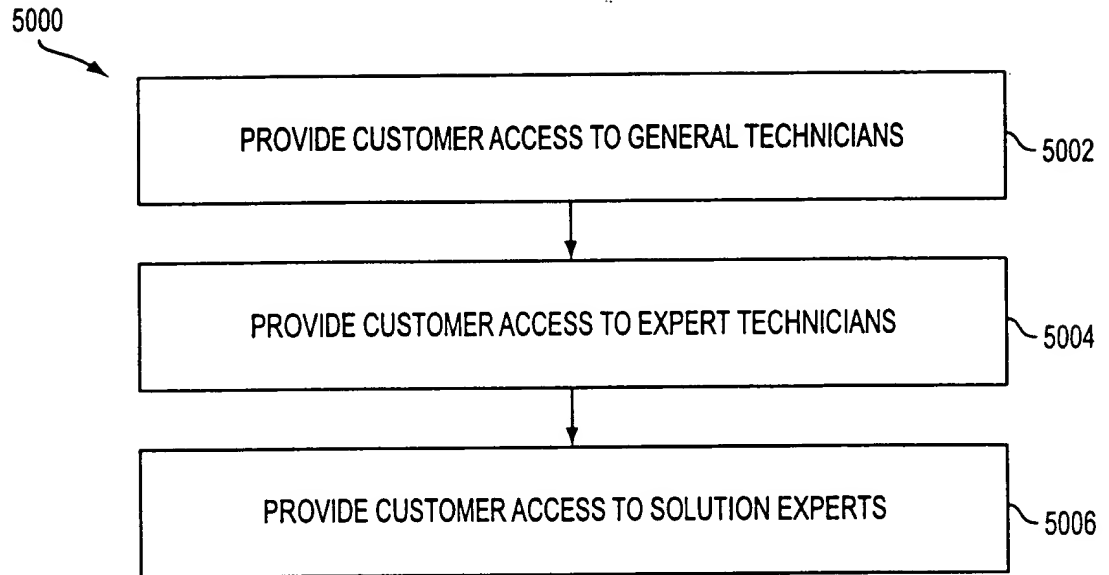 5000
PROVIDE CUSTOMER ACCESS TO GENERAL TECHNICIANS
5002
PROVIDE CUSTOMER ACCESS TO EXPERT TECHNICIANS
5004
PROVIDE CUSTOMER ACCESS TO SOLUTION EXPERTS
5006